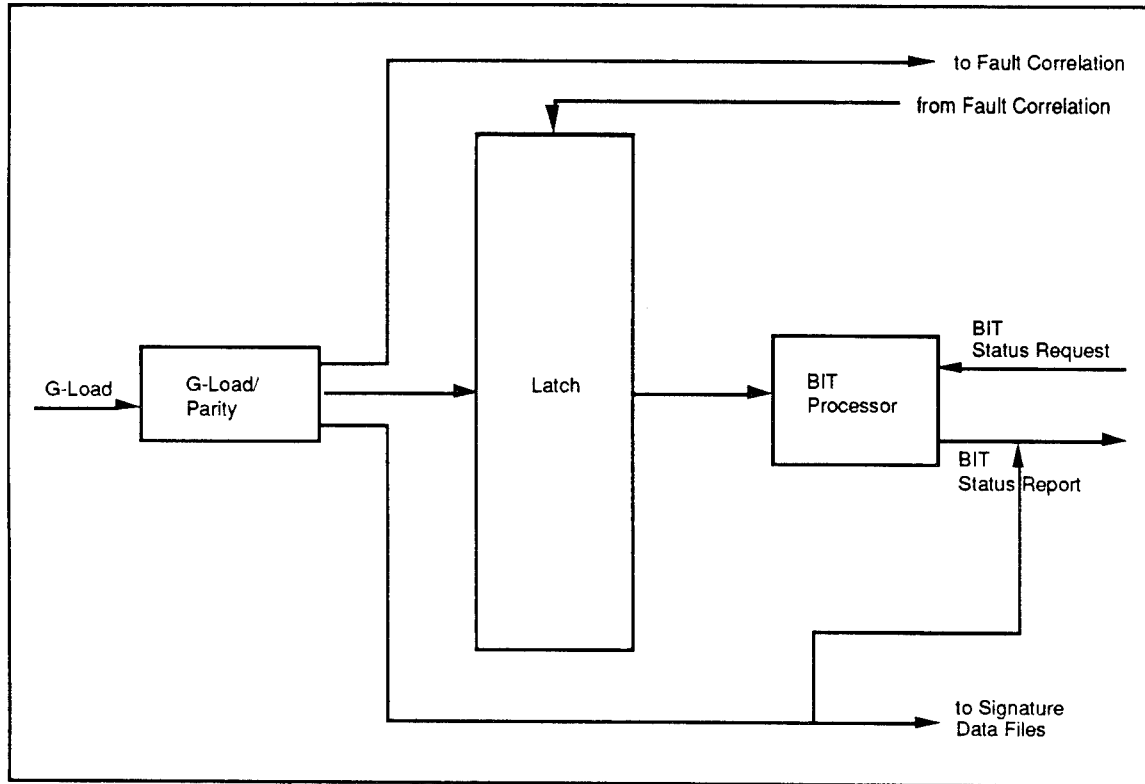 to Fault Correlation
from Fault Correlation
G-Load
G-Load/
Parity
Latch
BIT
Processor
BIT
Status Request
BIT
Status Report
to Signature
Data Files